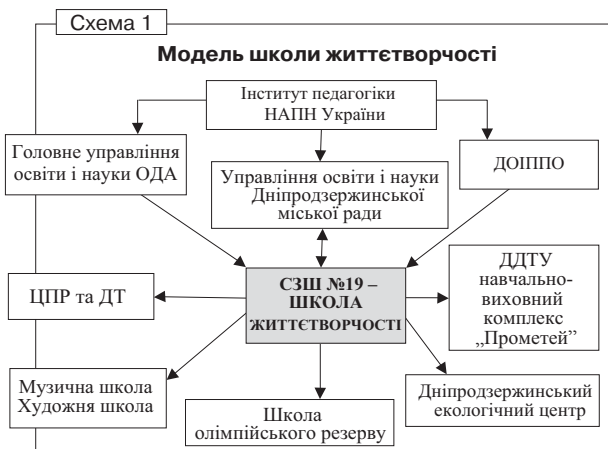 Схема 1
Модель школи життєтворчості
Інститут педагогіки
НАПН України
Головне управління
освіти і науки ОДА
Управління освіти і науки
Дніпродзержинської
міської ради
ДОІППО
СЗШ №19 –
ШКОЛА
ЖИТТЄТВОРЧОСТІ
ЦПР та ДТ
ДДТУ
навчально-
виховний
комплекс
„Прометей”
Музична школа
Художня школа
Школа
олімпійського резерву
Дніпродзержинський
екологічний центр